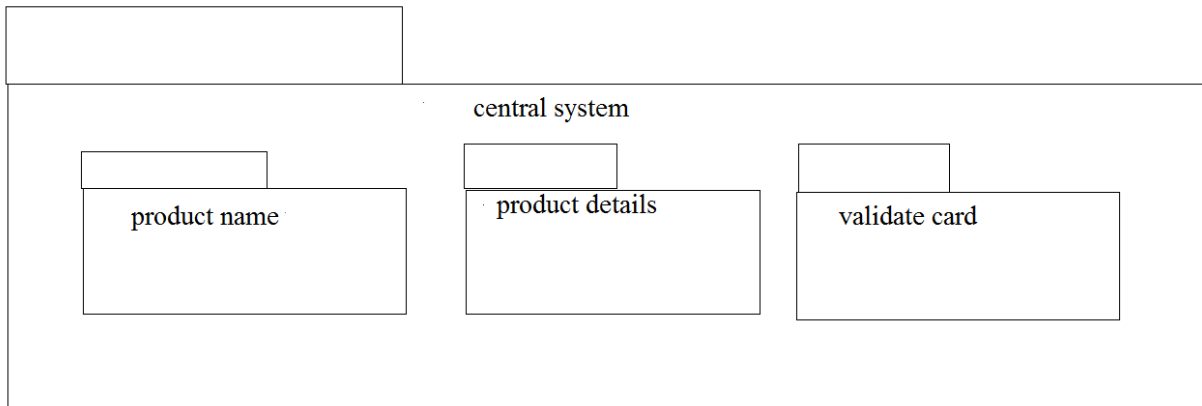 central system
product name
product details
validate card